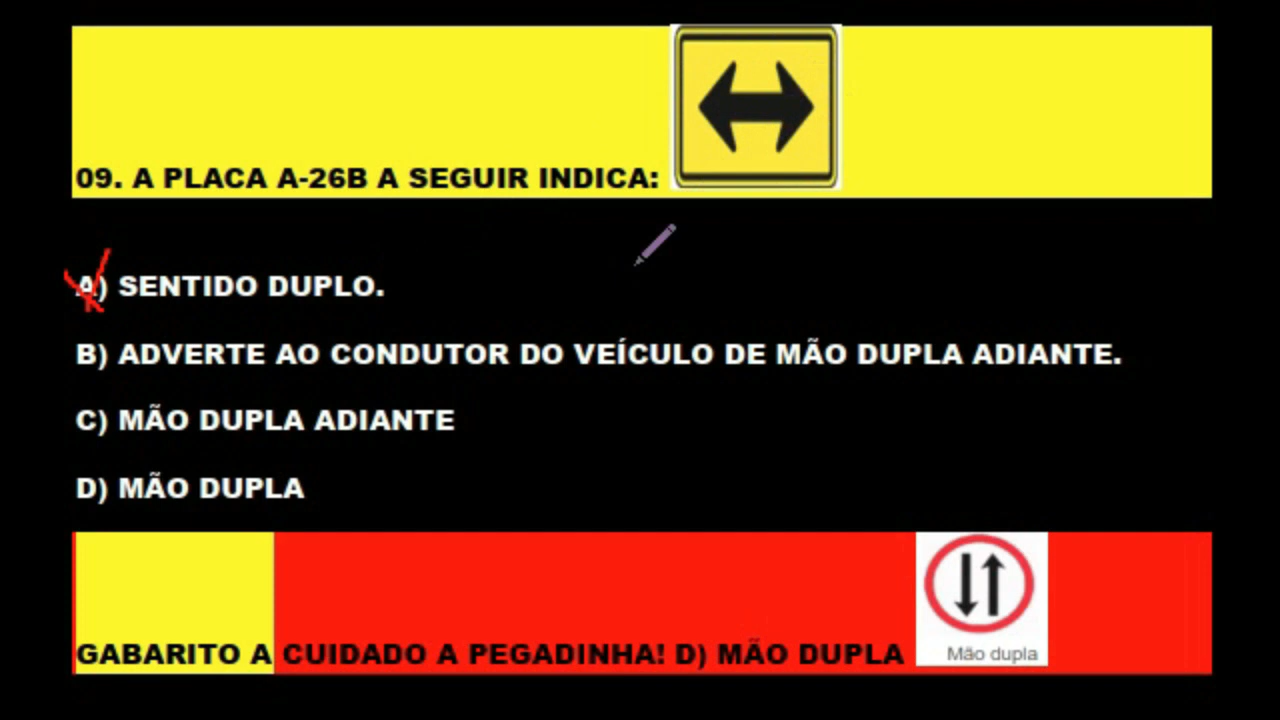 09. A PLACA A-26B A SEGUIR INDICA:
A) SENTIDO DUPLO.
B) ADVERTE AO CONDUTOR DO VEÍCULO DE MÃO DUPLA ADIANTE.
C) MÃO DUPLA ADIANTE
D) MÃO DUPLA
GABARITO A CUIDADO A PEGADINHA! D) MÃO DUPLA
Mão dupla